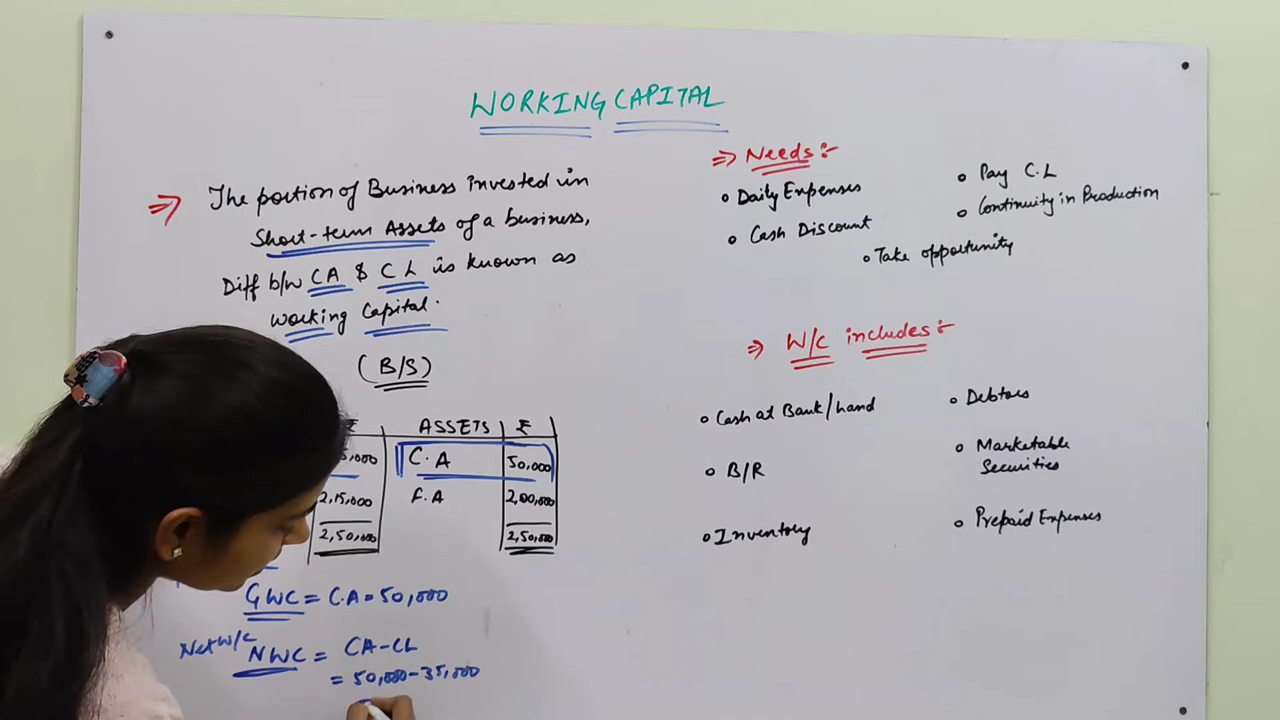 WORKING CAPITAL
⇒ The portion of Business invested in
Short-term Assets of a business,
Diff b/w CA & CL is known as
Working Capital.
(B/S)
₹ ASSETS ₹
5,000 C.A 50,000
2,15,000 F.A 2,00,000
2,50,000 2,50,000
GWC = C.A = 50,000
Net W/C
NWC = CA-CL
= 50,000-35,000
⇒ Needs:-
• Daily Expenses
• Pay C.L
• Cash Discount
• Continuity in Production
• Take opportunity
⇒ W/C includes:-
• Cash at Bank/hand
• Debtors
• B/R
• Marketable
Securities
• Inventory
• Prepaid Expenses